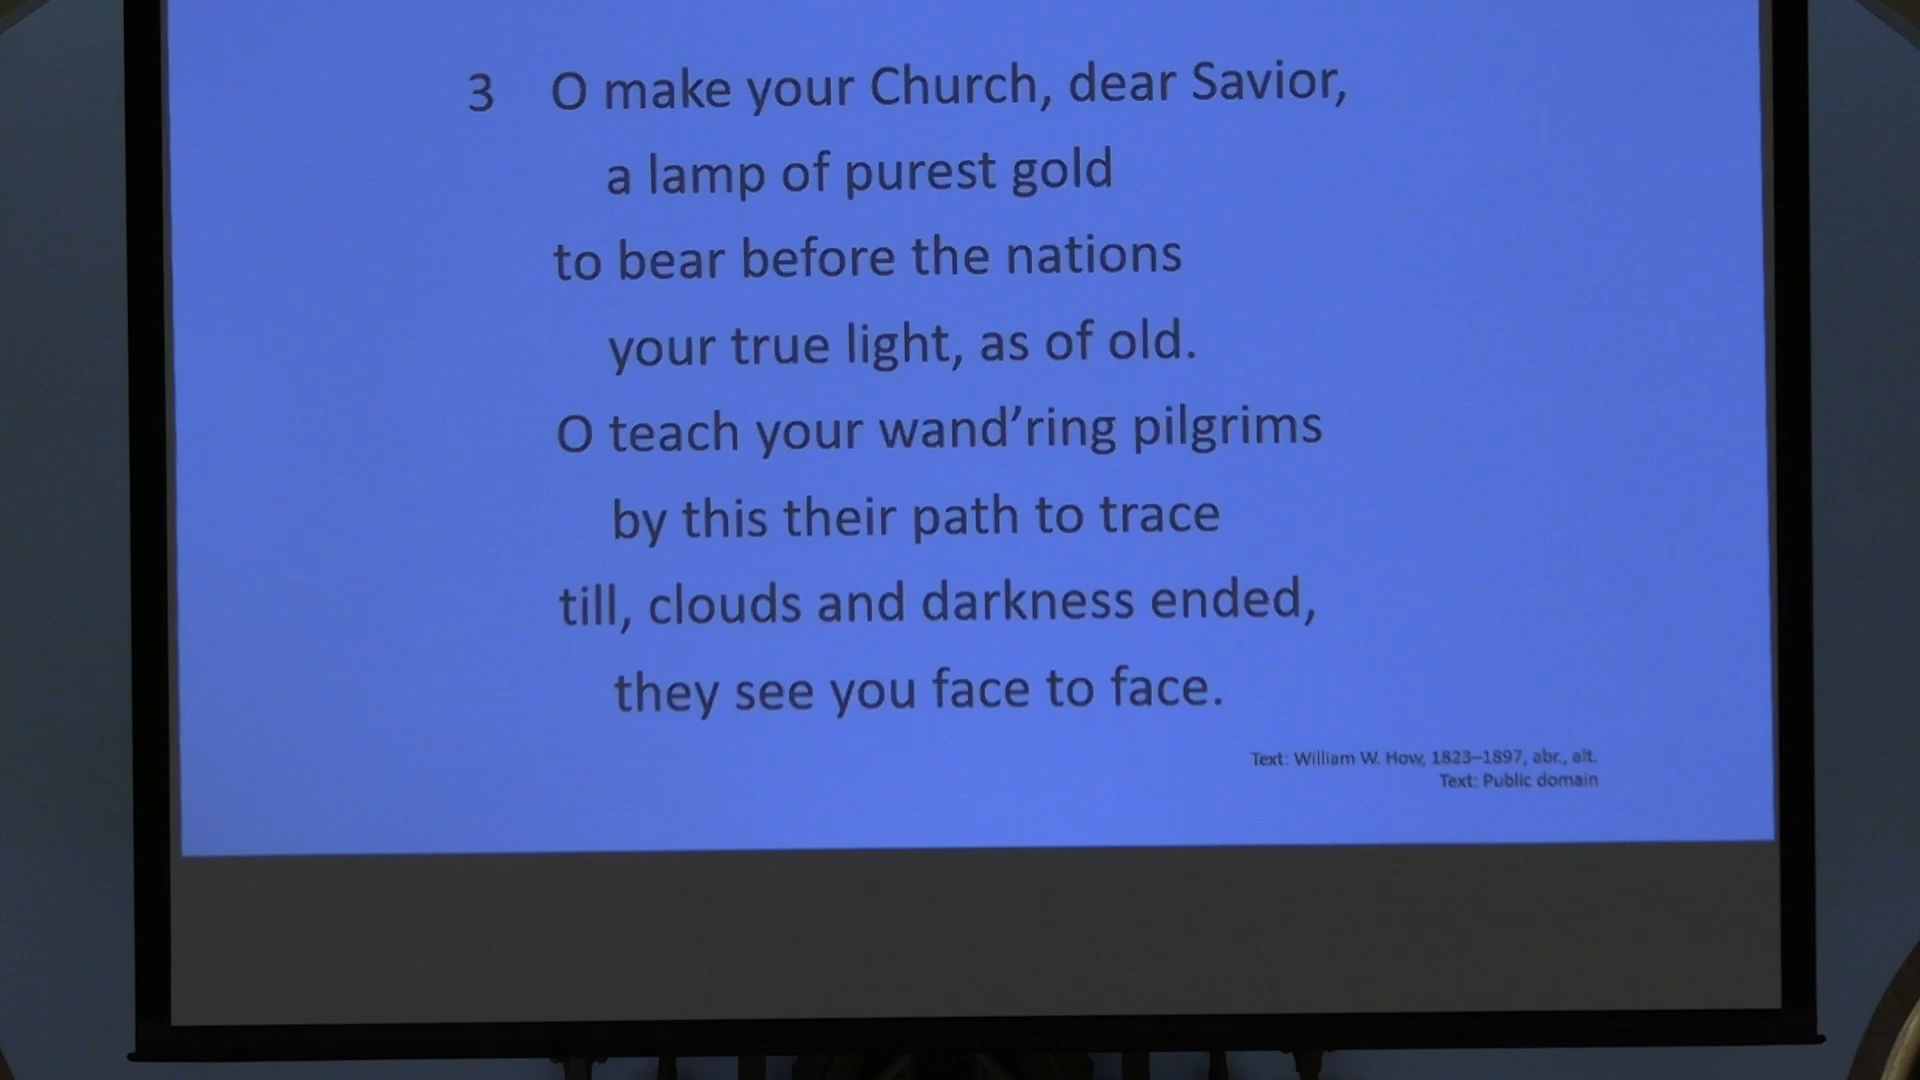 3 O make your Church, dear Savior,
a lamp of purest gold
to bear before the nations
your true light, as of old.
O teach your wand’ring pilgrims
by this their path to trace
till, clouds and darkness ended,
they see you face to face.
Text: William W. How, 1823–1897, abr., alt.
Text: Public domain